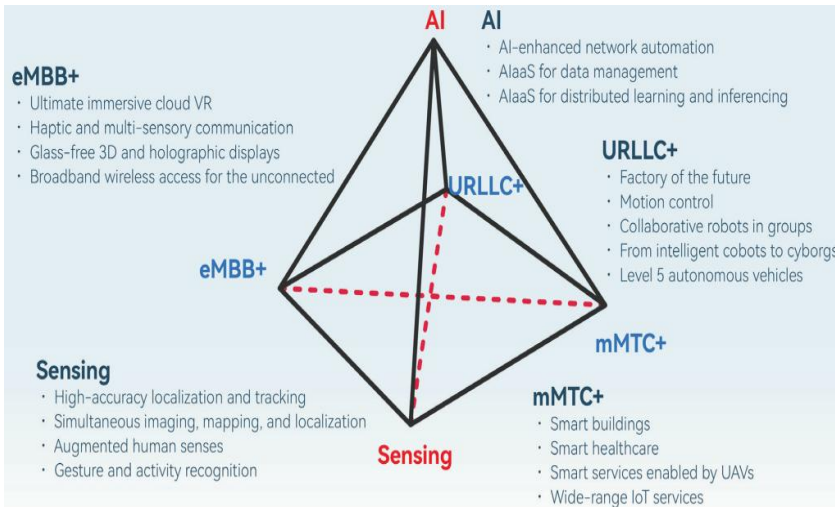 AI
AI
· AI-enhanced network automation
· AIaaS for data management
· AIaaS for distributed learning and inferencing
eMBB+
· Ultimate immersive cloud VR
· Haptic and multi-sensory communication
· Glass-free 3D and holographic displays
· Broadband wireless access for the unconnected
URLLC+
· Factory of the future
· Motion control
· Collaborative robots in groups
· From intelligent cobots to cyborgs
· Level 5 autonomous vehicles
URLLC+
eMBB+
mMTC+
Sensing
Sensing
· High-accuracy localization and tracking
· Simultaneous imaging, mapping, and localization
· Augmented human senses
· Gesture and activity recognition
mMTC+
· Smart buildings
· Smart healthcare
· Smart services enabled by UAVs
· Wide-range IoT services